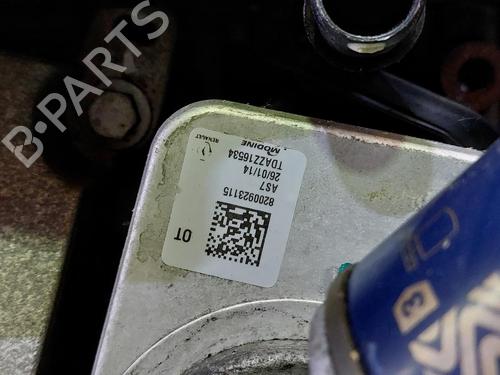 RENAULT
MODINE
TDAZZ16534
26/01/14
AS7
8200923115
OT
B-PARTS